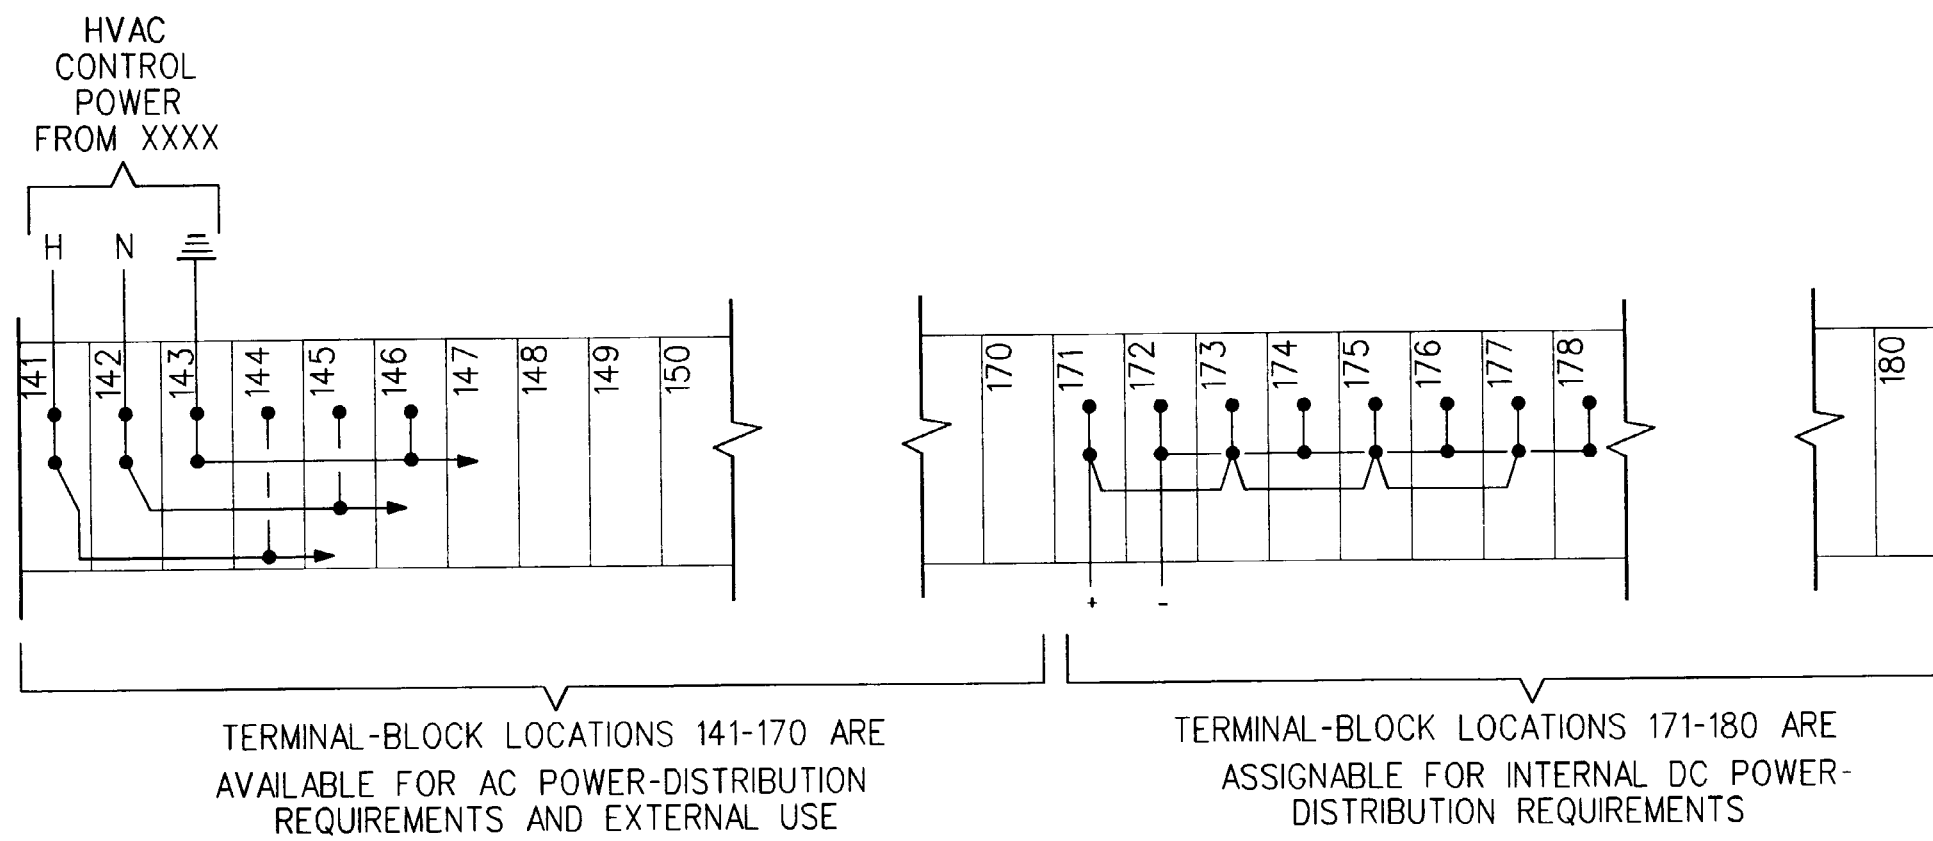 HVAC
CONTROL
POWER
FROM XXXX
H N
141 142 143 144 145 146 147 148 149 150 170 171 172 173 174 175 176 177 178 180
+ -
TERMINAL-BLOCK LOCATIONS 141-170 ARE
AVAILABLE FOR AC POWER-DISTRIBUTION
REQUIREMENTS AND EXTERNAL USE
TERMINAL-BLOCK LOCATIONS 171-180 ARE
ASSIGNABLE FOR INTERNAL DC POWER-
DISTRIBUTION REQUIREMENTS